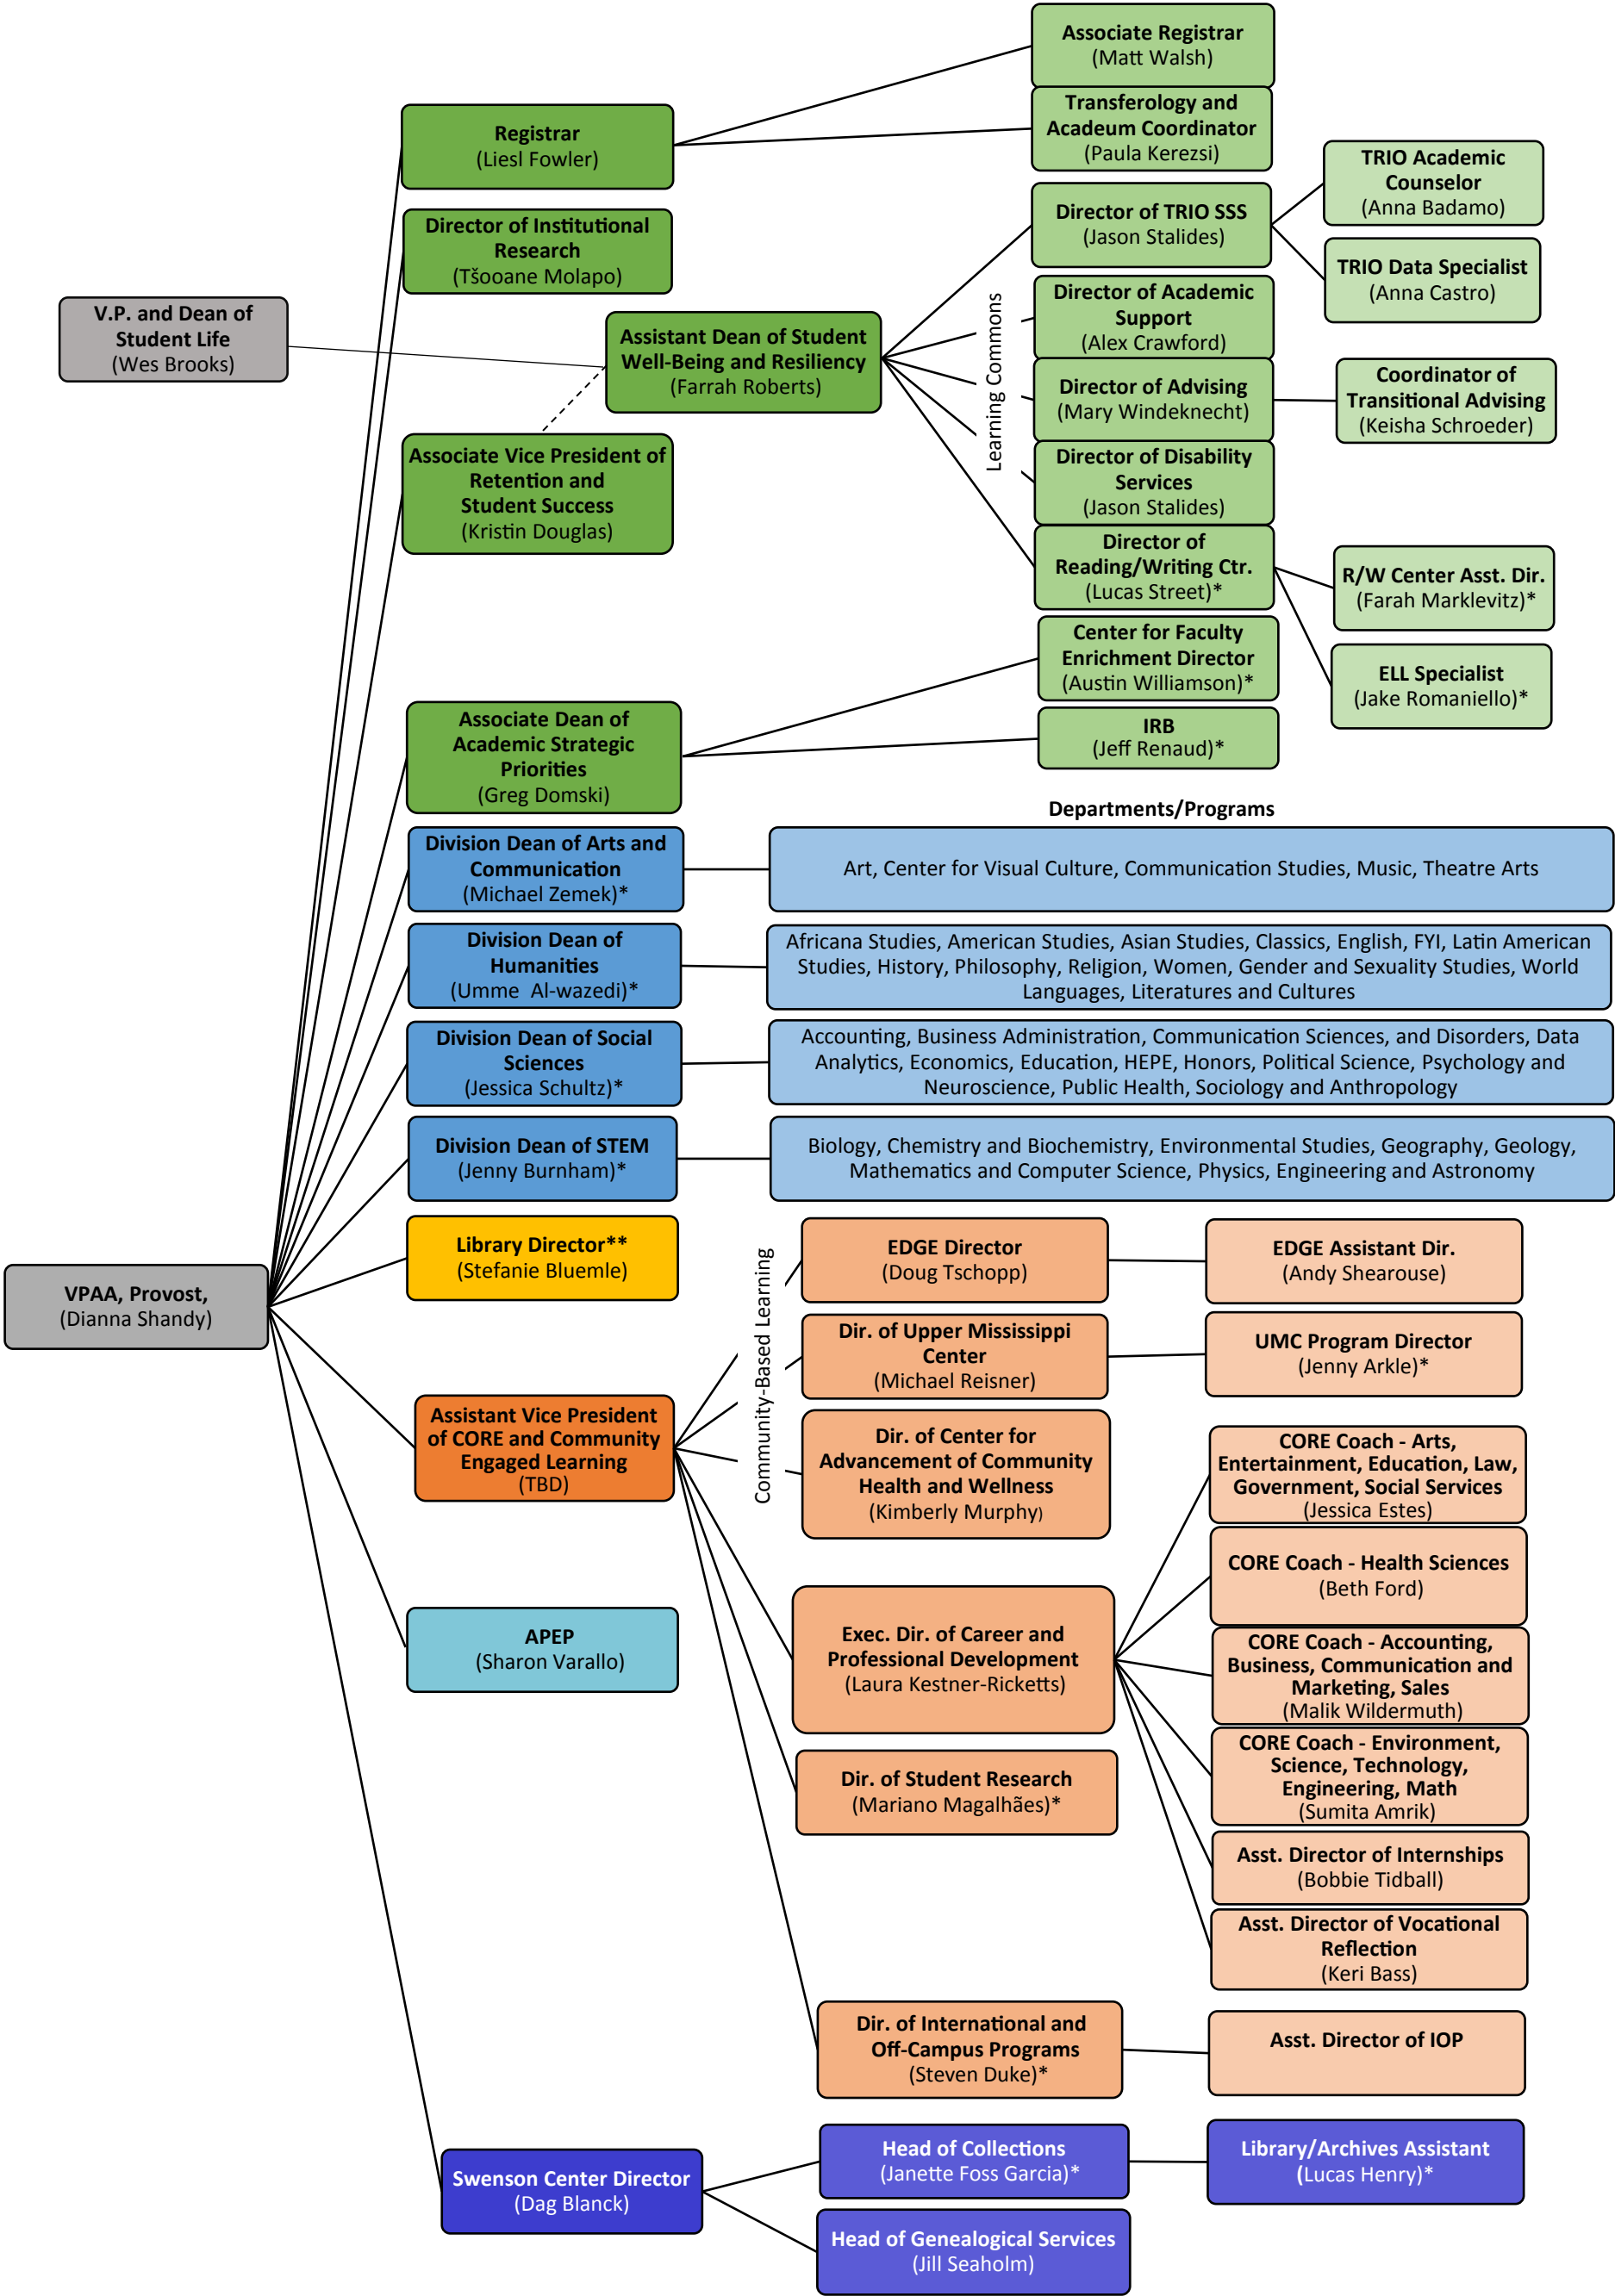 Associate Registrar
(Matt Walsh)
Transferology and
Acadeum Coordinator
(Paula Kerezsi)
Registrar
(Liesl Fowler)
TRIO Academic
Counselor
(Anna Badamo)
Director of TRIO SSS
(Jason Stalides)
Director of Institutional
Research
(Tšooane Molapo)
TRIO Data Specialist
(Anna Castro)
V.P. and Dean of
Student Life
(Wes Brooks)
Assistant Dean of Student
Well-Being and Resiliency
(Farrah Roberts)
Learning Commons
Director of Academic
Support
(Alex Crawford)
Director of Advising
(Mary Windeknecht)
Coordinator of
Transitional Advising
(Keisha Schroeder)
Associate Vice President of
Retention and
Student Success
(Kristin Douglas)
Director of Disability
Services
(Jason Stalides)
Director of
Reading/Writing Ctr.
(Lucas Street)*
R/W Center Asst. Dir.
(Farah Marklevitz)*
ELL Specialist
(Jake Romaniello)*
Center for Faculty
Enrichment Director
(Austin Williamson)*
Associate Dean of
Academic Strategic
Priorities
(Greg Domski)
IRB
(Jeff Renaud)*
Departments/Programs
Division Dean of Arts and
Communication
(Michael Zemek)*
Art, Center for Visual Culture, Communication Studies, Music, Theatre Arts
Division Dean of
Humanities
(Umme  Al-wazedi)*
Africana Studies, American Studies, Asian Studies, Classics, English, FYI, Latin American
Studies, History, Philosophy, Religion, Women, Gender and Sexuality Studies, World
Languages, Literatures and Cultures
Division Dean of Social
Sciences
(Jessica Schultz)*
Accounting, Business Administration, Communication Sciences, and Disorders, Data
Analytics, Economics, Education, HEPE, Honors, Political Science, Psychology and
Neuroscience, Public Health, Sociology and Anthropology
Division Dean of STEM
(Jenny Burnham)*
Biology, Chemistry and Biochemistry, Environmental Studies, Geography, Geology,
Mathematics and Computer Science, Physics, Engineering and Astronomy
Library Director**
(Stefanie Bluemle)
VPAA, Provost,
(Dianna Shandy)
Community-Based Learning
EDGE Director
(Doug Tschopp)
EDGE Assistant Dir.
(Andy Shearouse)
Dir. of Upper Mississippi
Center
(Michael Reisner)
UMC Program Director
(Jenny Arkle)*
Assistant Vice President
of CORE and Community
Engaged Learning
(TBD)
Dir. of Center for
Advancement of Community
Health and Wellness
(Kimberly Murphy)
CORE Coach - Arts,
Entertainment, Education, Law,
Government, Social Services
(Jessica Estes)
CORE Coach - Health Sciences
(Beth Ford)
APEP
(Sharon Varallo)
Exec. Dir. of Career and
Professional Development
(Laura Kestner-Ricketts)
CORE Coach - Accounting,
Business, Communication and
Marketing, Sales
(Malik Wildermuth)
CORE Coach - Environment,
Science, Technology,
Engineering, Math
(Sumita Amrik)
Dir. of Student Research
(Mariano Magalhães)*
Asst. Director of Internships
(Bobbie Tidball)
Asst. Director of Vocational
Reflection
(Keri Bass)
Dir. of International and
Off-Campus Programs
(Steven Duke)*
Asst. Director of IOP
Swenson Center Director
(Dag Blanck)
Head of Collections
(Janette Foss Garcia)*
Library/Archives Assistant
(Lucas Henry)*
Head of Genealogical Services
(Jill Seaholm)